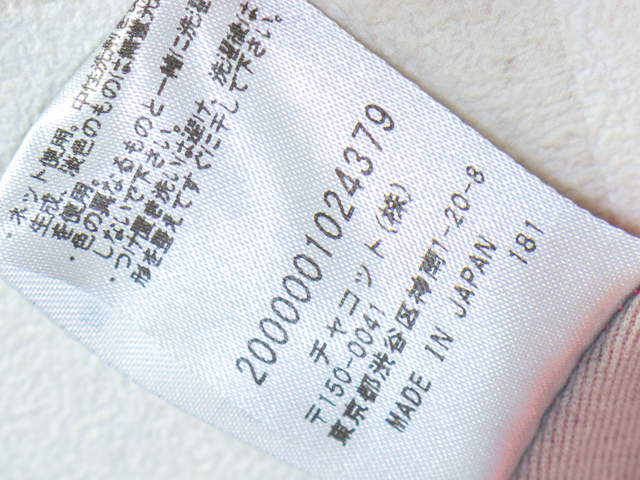 ・ネット使用。中性洗剤
生成、淡色のものは無蛍光
を使用。
・色の異なるものと一緒に洗濯
しないで下さい。
・つけ置き洗いは避け、洗濯後は
形を整えてすぐに干して下さい。
2000001024379
チャコット(株)
〒150-0041
東京都渋谷区神南1-20-8
MADE IN JAPAN
181